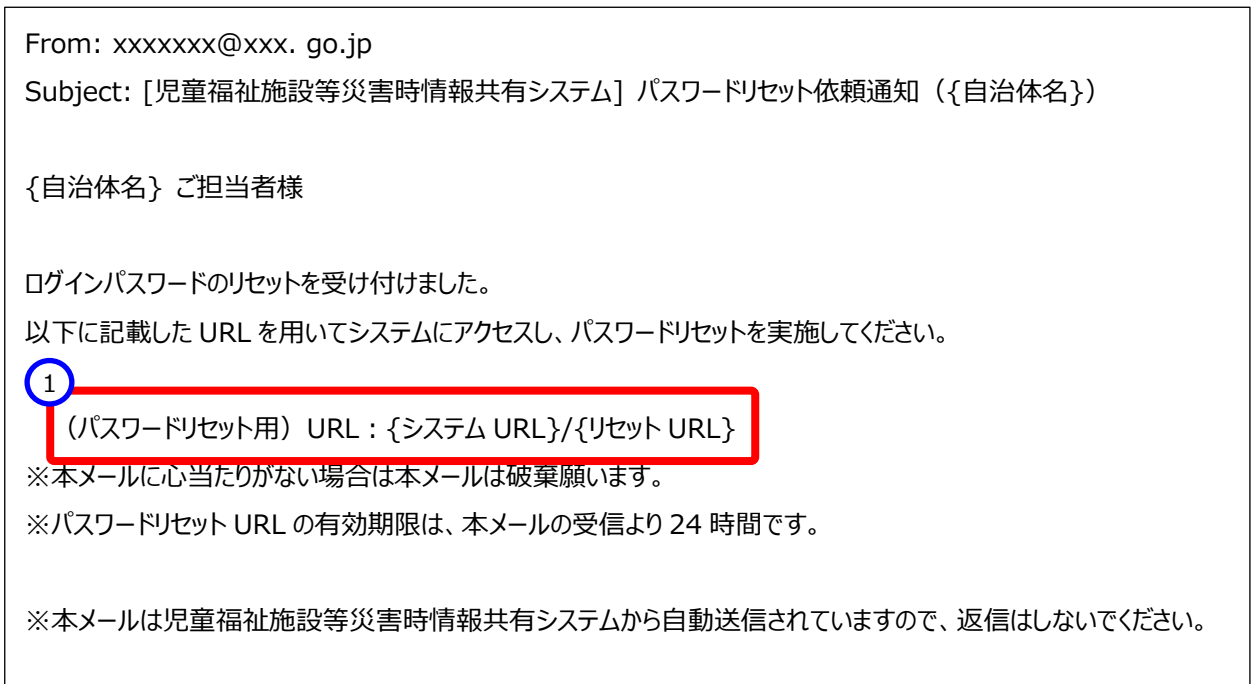 From: xxxxxxx@xxx. go.jp
Subject: [児童福祉施設等災害時情報共有システム] パスワードリセット依頼通知（{自治体名}）
{自治体名} ご担当者様
ログインパスワードのリセットを受け付けました。
以下に記載した URL を用いてシステムにアクセスし、パスワードリセットを実施してください。
1
（パスワードリセット用）URL：{システム URL}/{リセット URL}
※本メールに心当たりがない場合は本メールは破棄願います。
※パスワードリセット URL の有効期限は、本メールの受信より 24 時間です。
※本メールは児童福祉施設等災害時情報共有システムから自動送信されていますので、返信はしないでください。